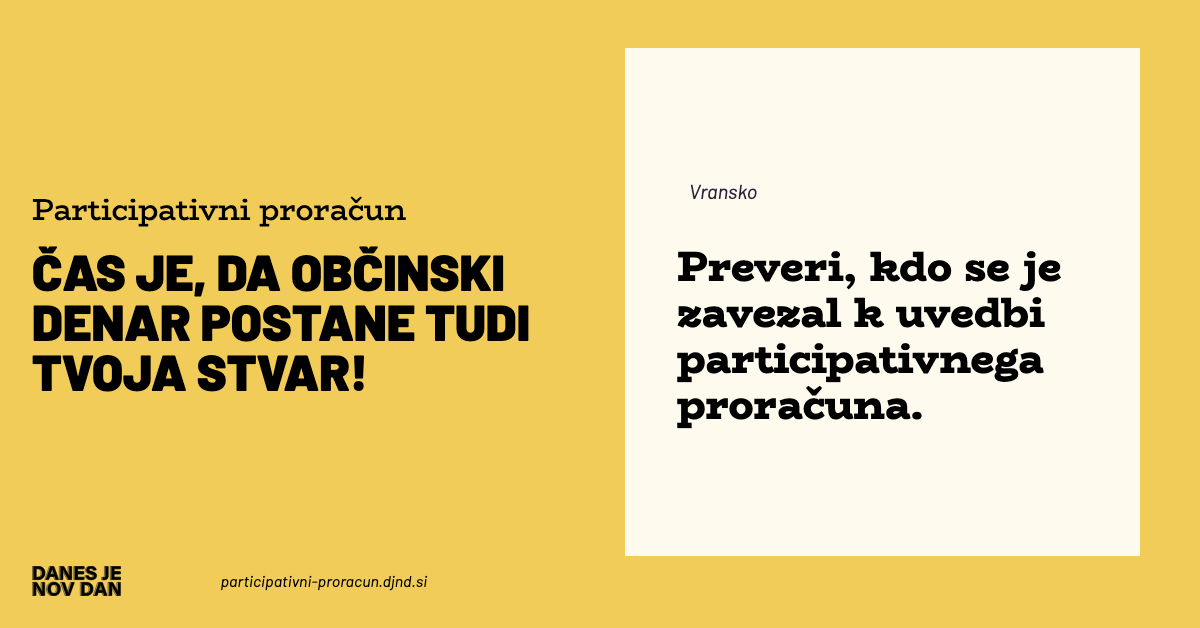 Participativni proračun
ČAS JE, DA OBČINSKI
DENAR POSTANE TUDI
TVOJA STVAR!
DANES JE
NOV DAN
participativni-proracun.djnd.si
Vransko
Preveri, kdo se je
zavezal k uvedbi
participativnega
proračuna.